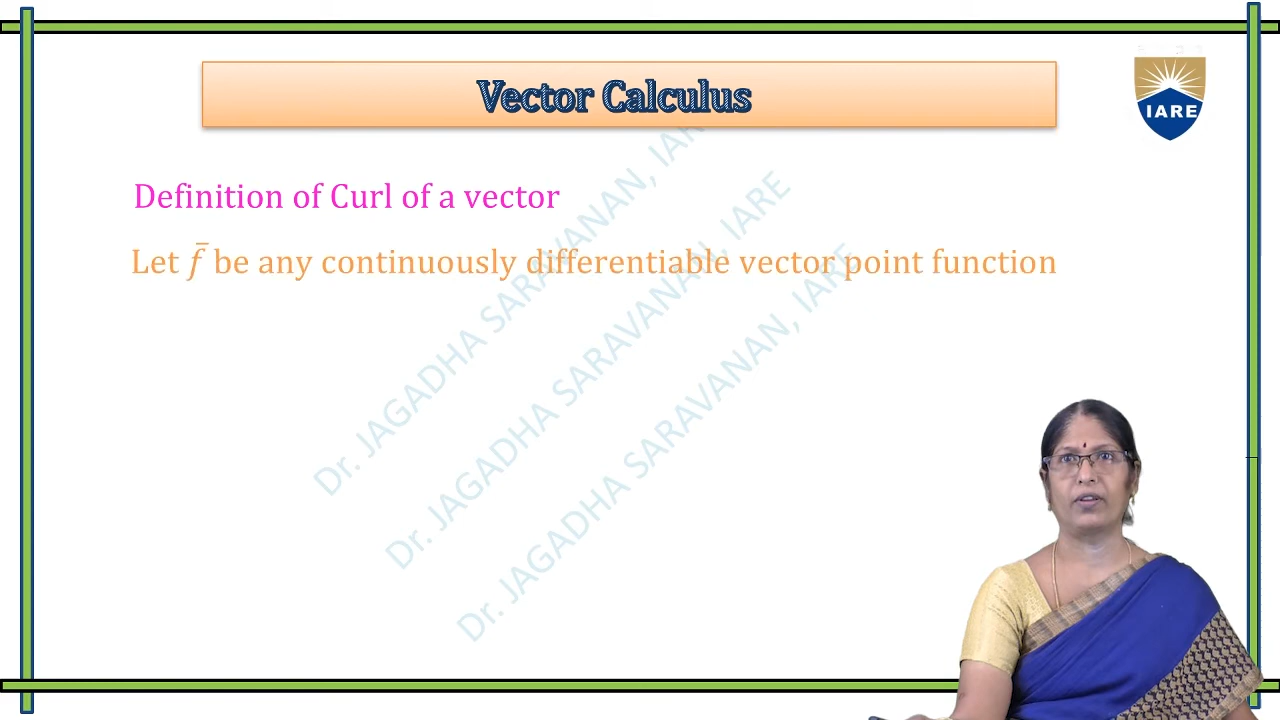 Vector Calculus
IARE
Definition of Curl of a vector
Let f̄ be any continuously differentiable vector point function
Dr. JAGADHA SARAVANAN, IARE
Dr. JAGADHA SARAVANAN, IARE
Dr. JAGADHA SARAVANAN, IARE